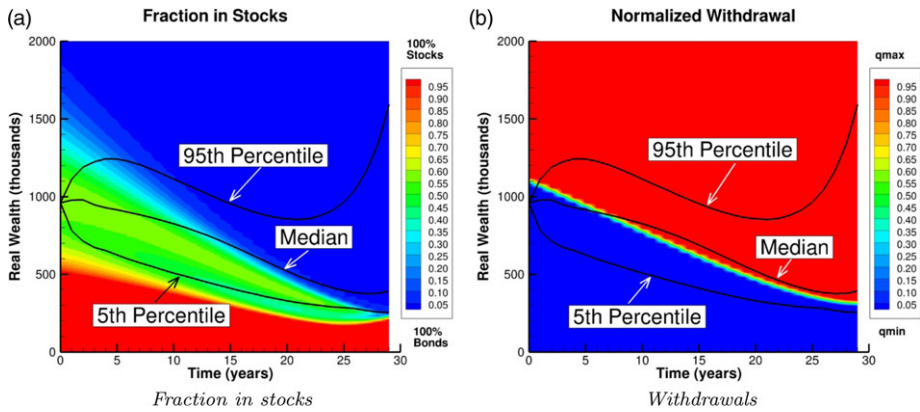 (a)
Fraction in Stocks
Real Wealth (thousands)
2000
1500
1000
500
0
0 5 10 15 20 25 30
Time (years)
95th Percentile
Median
5th Percentile
100%
Stocks
0.95
0.90
0.85
0.80
0.75
0.70
0.65
0.60
0.55
0.50
0.45
0.40
0.35
0.30
0.25
0.20
0.15
0.10
0.05
100%
Bonds
Fraction in stocks
(b)
Normalized Withdrawal
Real Wealth (thousands)
2000
1500
1000
500
0
0 5 10 15 20 25 30
Time (years)
95th Percentile
Median
5th Percentile
qmax
0.95
0.90
0.85
0.80
0.75
0.70
0.65
0.60
0.55
0.50
0.45
0.40
0.35
0.30
0.25
0.20
0.15
0.10
0.05
qmin
Withdrawals